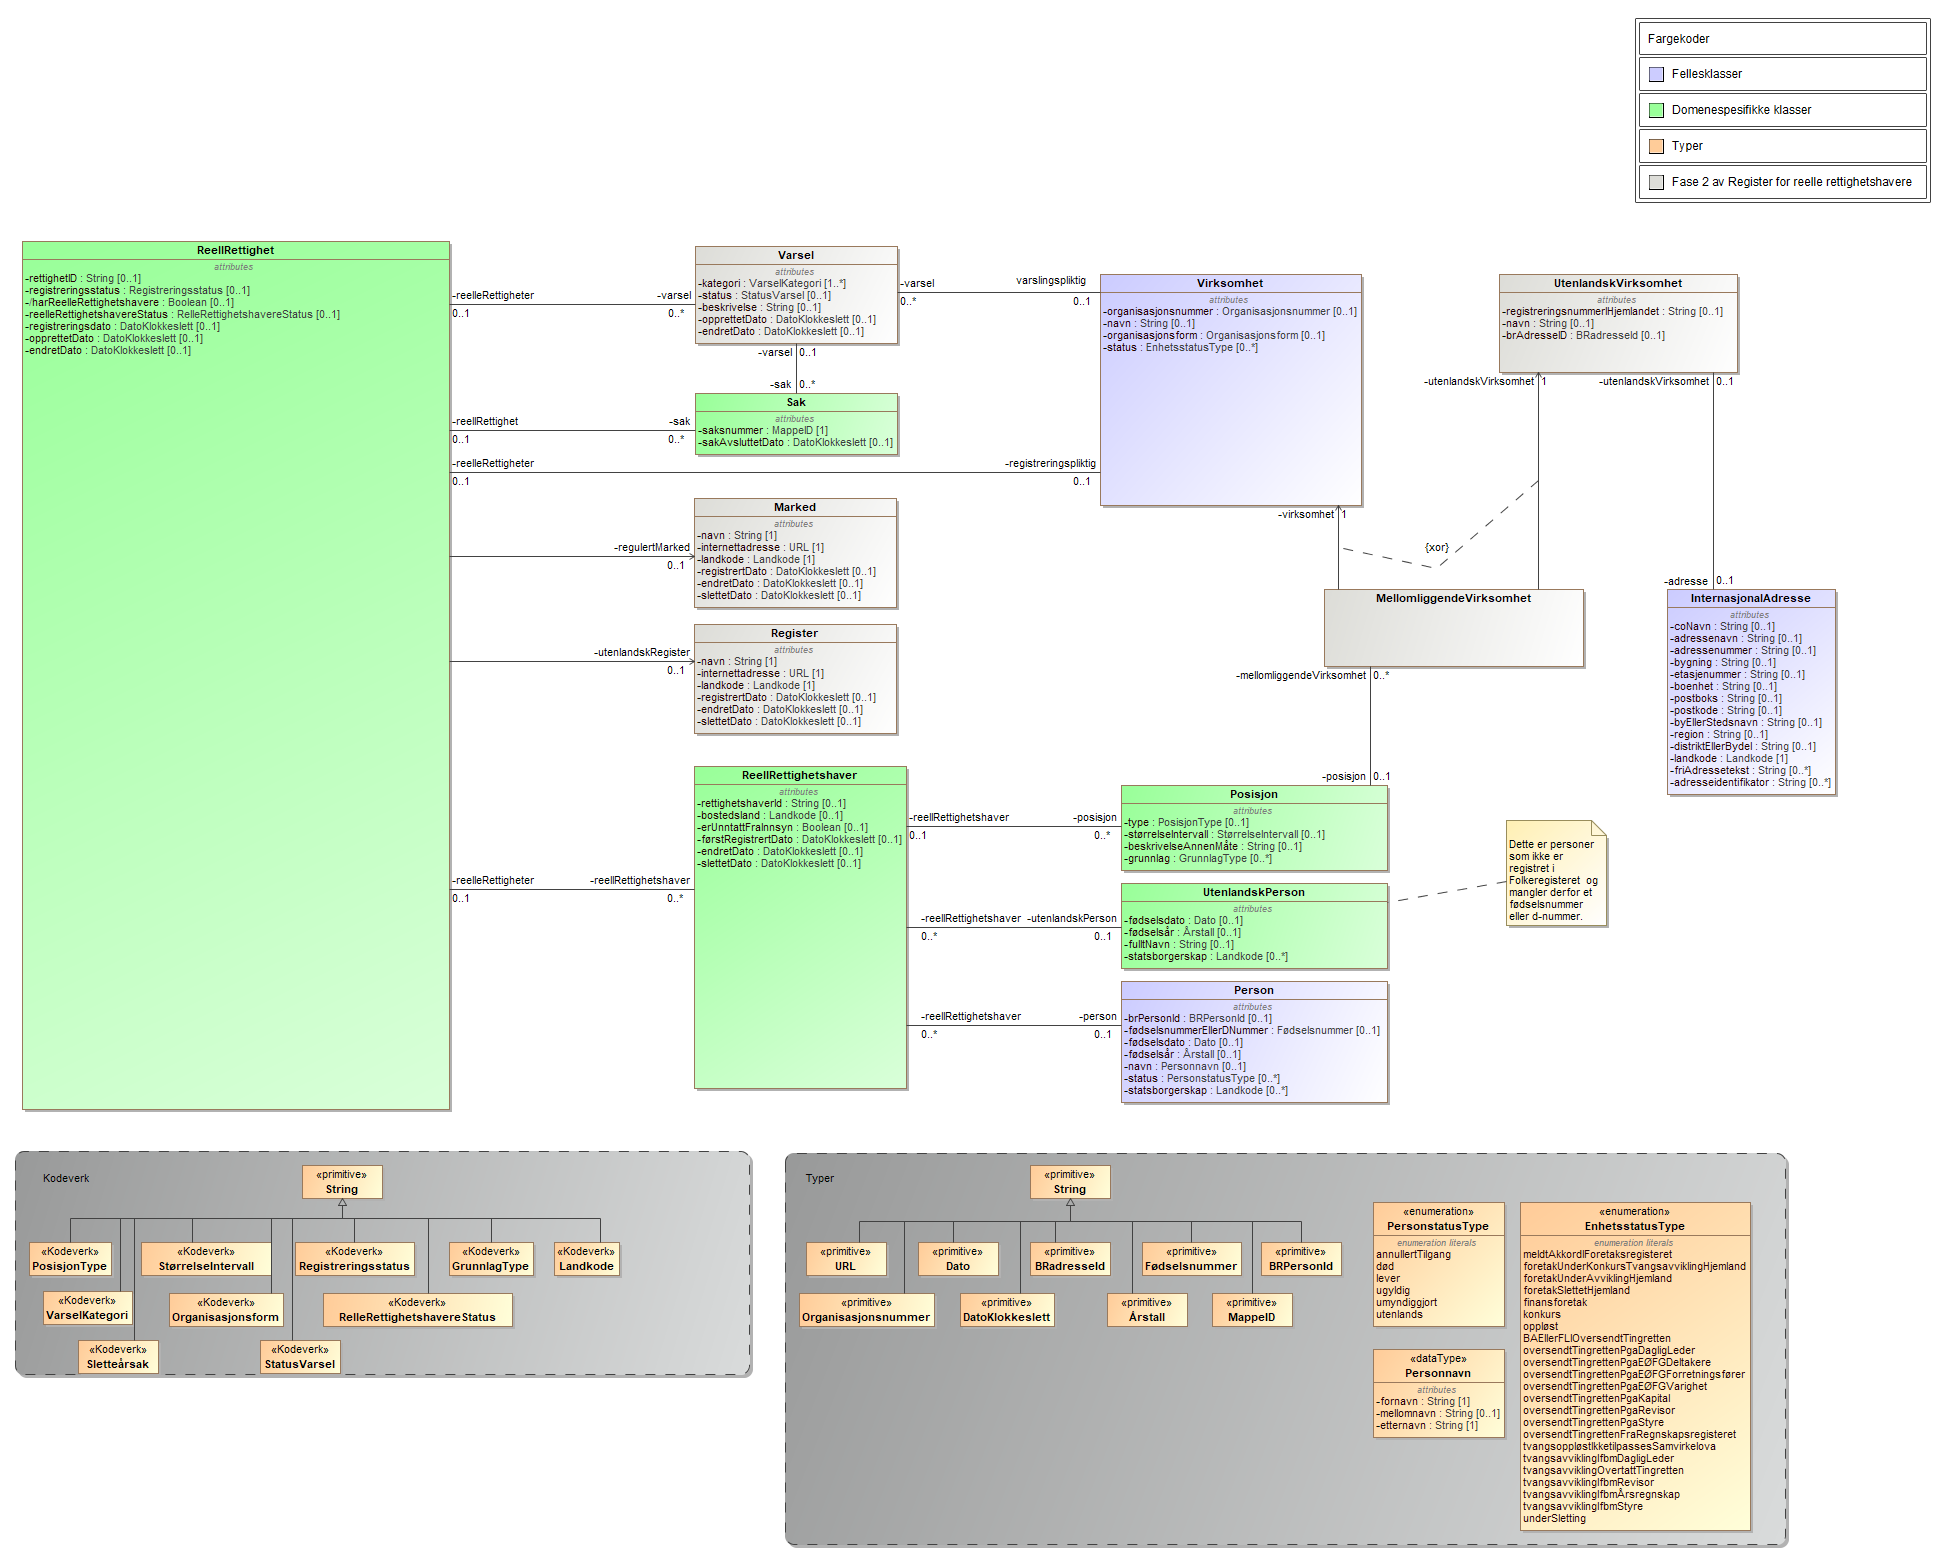 Fargekoder
Fellesklasser
Domenespesifikke klasser
Typer
Fase 2 av Register for reelle rettighetshavere
ReellRettighet
attributes
-rettighetID : String [0..1]
-registreringsstatus : Registreringsstatus [0..1]
-/harReelleRettighetshavere : Boolean [0..1]
-reelleRettighetshavereStatus : RelleRettighetshavereStatus [0..1]
-registreringsdato : DatoKlokkeslett [0..1]
-opprettetDato : DatoKlokkeslett [0..1]
-endretDato : DatoKlokkeslett [0..1]
-reelleRettigheter
0..1
-varsel
0..*
Varsel
attributes
-kategori : VarselKategori [1..*]
-status : StatusVarsel [0..1]
-beskrivelse : String [0..1]
-opprettetDato : DatoKlokkeslett [0..1]
-endretDato : DatoKlokkeslett [0..1]
-varsel
0..*
varslingspliktig
0..1
-varsel 0..1
-sak 0..*
Sak
attributes
-saksnummer : MappeID [1]
-sakAvsluttetDato : DatoKlokkeslett [0..1]
-reellRettighet
0..1
-sak
0..*
-reelleRettigheter
0..1
-registreringspliktig
0..1
Virksomhet
attributes
-organisasjonsnummer : Organisasjonsnummer [0..1]
-navn : String [0..1]
-organisasjonsform : Organisasjonsform [0..1]
-status : EnhetsstatusType [0..*]
UtenlandskVirksomhet
attributes
-registreringsnummerIHjemlandet : String [0..1]
-navn : String [0..1]
-brAdresseID : BRadresseId [0..1]
-utenlandskVirksomhet 1
-utenlandskVirksomhet 0..1
-virksomhet 1
{xor}
-adresse 0..1
Marked
attributes
-navn : String [1]
-internettadresse : URL [1]
-landkode : Landkode [1]
-registrertDato : DatoKlokkeslett [0..1]
-endretDato : DatoKlokkeslett [0..1]
-slettetDato : DatoKlokkeslett [0..1]
-regulertMarked
0..1
Register
attributes
-navn : String [1]
-internettadresse : URL [1]
-landkode : Landkode [1]
-registrertDato : DatoKlokkeslett [0..1]
-endretDato : DatoKlokkeslett [0..1]
-slettetDato : DatoKlokkeslett [0..1]
-utenlandskRegister
0..1
MellomliggendeVirksomhet
-mellomliggendeVirksomhet 0..*
-posisjon 0..1
InternasjonalAdresse
attributes
-coNavn : String [0..1]
-adressenavn : String [0..1]
-adressenummer : String [0..1]
-bygning : String [0..1]
-etasjenummer : String [0..1]
-boenhet : String [0..1]
-postboks : String [0..1]
-postkode : String [0..1]
-byEllerStedsnavn : String [0..1]
-region : String [0..1]
-distriktEllerBydel : String [0..1]
-landkode : Landkode [1]
-friAdressetekst : String [0..*]
-adresseidentifikator : String [0..*]
ReellRettighetshaver
attributes
-rettighetshaverId : String [0..1]
-bostedsland : Landkode [0..1]
-erUnntattFraInnsyn : Boolean [0..1]
-førstRegistrertDato : DatoKlokkeslett [0..1]
-endretDato : DatoKlokkeslett [0..1]
-slettetDato : DatoKlokkeslett [0..1]
-reelleRettigheter
0..1
-reellRettighetshaver
0..*
-reellRettighetshaver
0..1
-posisjon
0..*
Posisjon
attributes
-type : PosisjonType [0..1]
-størrelseIntervall : StørrelseIntervall [0..1]
-beskrivelseAnnenMåte : String [0..1]
-grunnlag : GrunnlagType [0..*]
-reellRettighetshaver
0..*
-utenlandskPerson
0..1
UtenlandskPerson
attributes
-fødselsdato : Dato [0..1]
-fødselsår : Årstall [0..1]
-fulltNavn : String [0..1]
-statsborgerskap : Landkode [0..*]
Dette er personer
som ikke er
registret i
Folkeregisteret og
mangler derfor et
fødselsnummer
eller d-nummer.
-reellRettighetshaver
0..*
-person
0..1
Person
attributes
-brPersonId : BRPersonId [0..1]
-fødselsnummerEllerDNummer : Fødselsnummer [0..1]
-fødselsdato : Dato [0..1]
-fødselsår : Årstall [0..1]
-navn : Personnavn [0..1]
-status : PersonstatusType [0..*]
-statsborgerskap : Landkode [0..*]
Kodeverk
«primitive»
String
«Kodeverk»
PosisjonType
«Kodeverk»
StørrelseIntervall
«Kodeverk»
Registreringsstatus
«Kodeverk»
GrunnlagType
«Kodeverk»
Landkode
«Kodeverk»
VarselKategori
«Kodeverk»
Organisasjonsform
«Kodeverk»
RelleRettighetshavereStatus
«Kodeverk»
Sletteårsak
«Kodeverk»
StatusVarsel
Typer
«primitive»
String
«primitive»
URL
«primitive»
Dato
«primitive»
BRadresseId
«primitive»
Fødselsnummer
«primitive»
BRPersonId
«primitive»
Organisasjonsnummer
«primitive»
DatoKlokkeslett
«primitive»
Årstall
«primitive»
MappeID
«enumeration»
PersonstatusType
enumeration literals
annullertTilgang
død
lever
ugyldig
umyndiggjort
utenlands
«dataType»
Personnavn
attributes
-fornavn : String [1]
-mellomnavn : String [0..1]
-etternavn : String [1]
«enumeration»
EnhetsstatusType
enumeration literals
meldtAkkordIForetaksregisteret
foretakUnderKonkursTvangsavviklingHjemland
foretakUnderAvviklingHjemland
foretakSlettetHjemland
finansforetak
konkurs
oppløst
BAEllerFLIOversendtTingretten
oversendtTingrettenPgaDagligLeder
oversendtTingrettenPgaEØFGDeltakere
oversendtTingrettenPgaEØFGForretningsfører
oversendtTingrettenPgaEØFGVarighet
oversendtTingrettenPgaKapital
oversendtTingrettenPgaRevisor
oversendtTingrettenPgaStyre
oversendtTingrettenFraRegnskapsregisteret
tvangsoppløstIkketilpassesSamvirkelova
tvangsavviklingIfbmDagligLeder
tvangsavviklingOvertattTingretten
tvangsavviklingIfbmRevisor
tvangsavviklingIfbmÅrsregnskap
tvangsavviklingIfbmStyre
underSletting